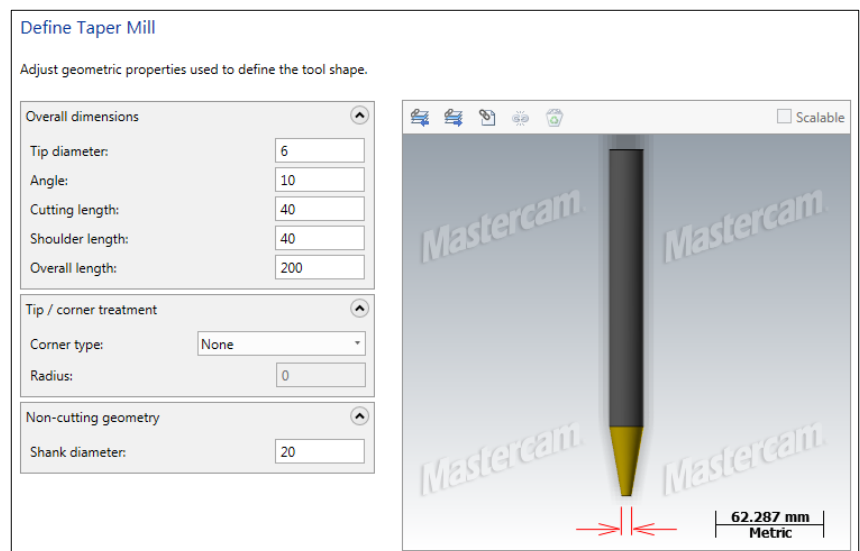 Define Taper Mill
Adjust geometric properties used to define the tool shape.
Overall dimensions
Tip diameter: 6
Angle: 10
Cutting length: 40
Shoulder length: 40
Overall length: 200
Tip / corner treatment
Corner type: None
Radius: 0
Non-cutting geometry
Shank diameter: 20
Scalable
Mastercam
Mastercam
Mastercam
Mastercam
62.287 mm
Metric